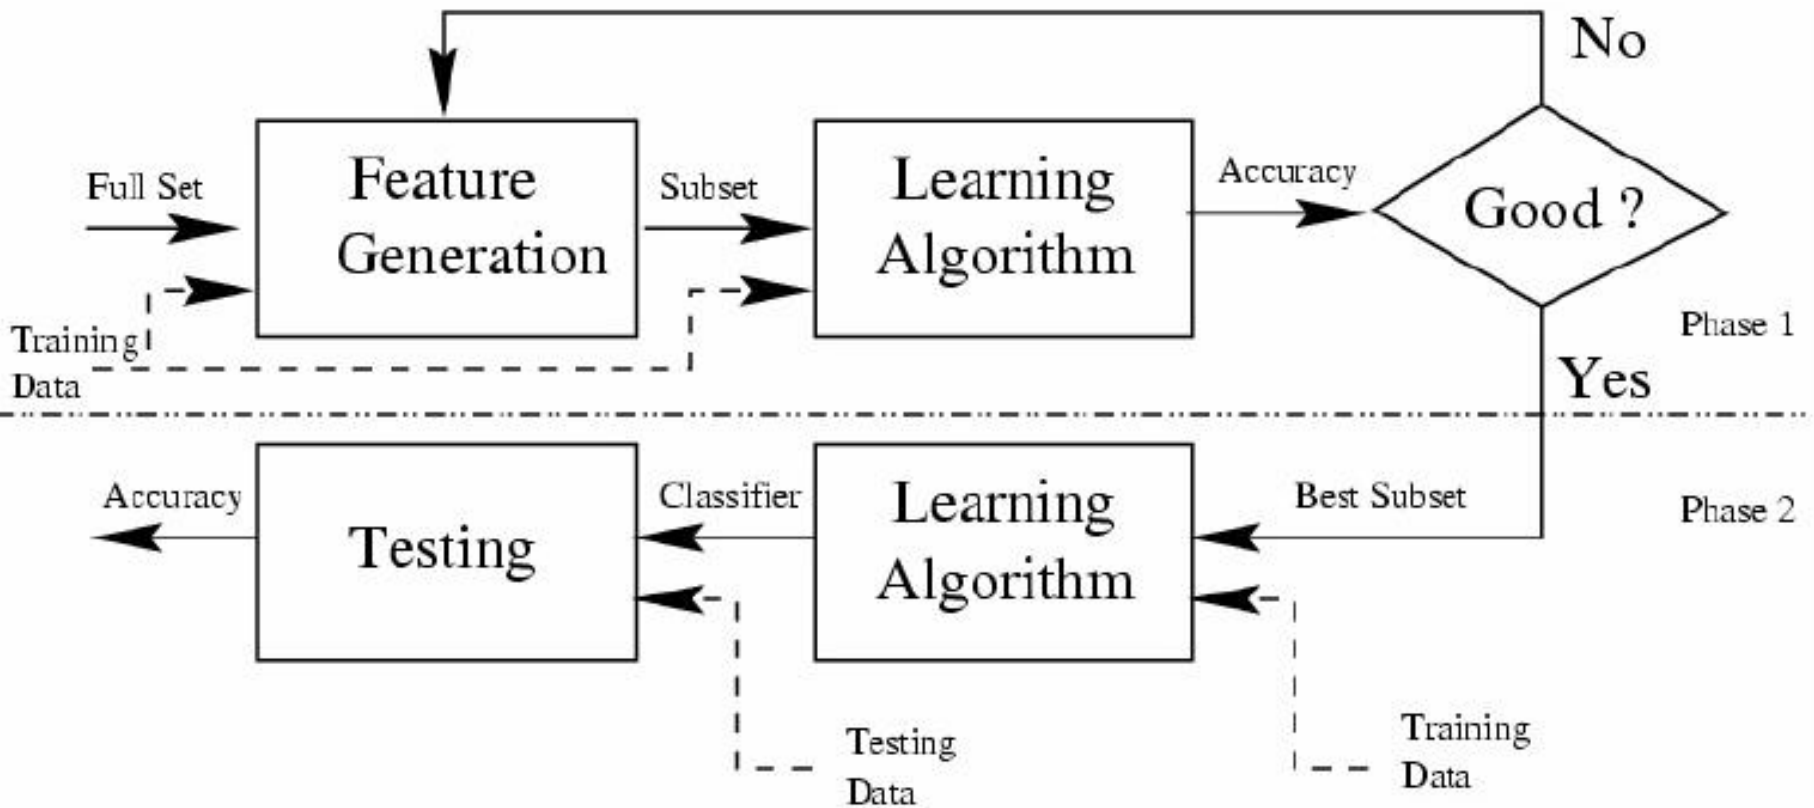 No
Full Set
Feature
Generation
Subset
Learning
Algorithm
Accuracy
Good ?
Training
Data
Phase 1
Yes
Accuracy
Testing
Classifier
Learning
Algorithm
Best Subset
Phase 2
Testing
Data
Training
Data